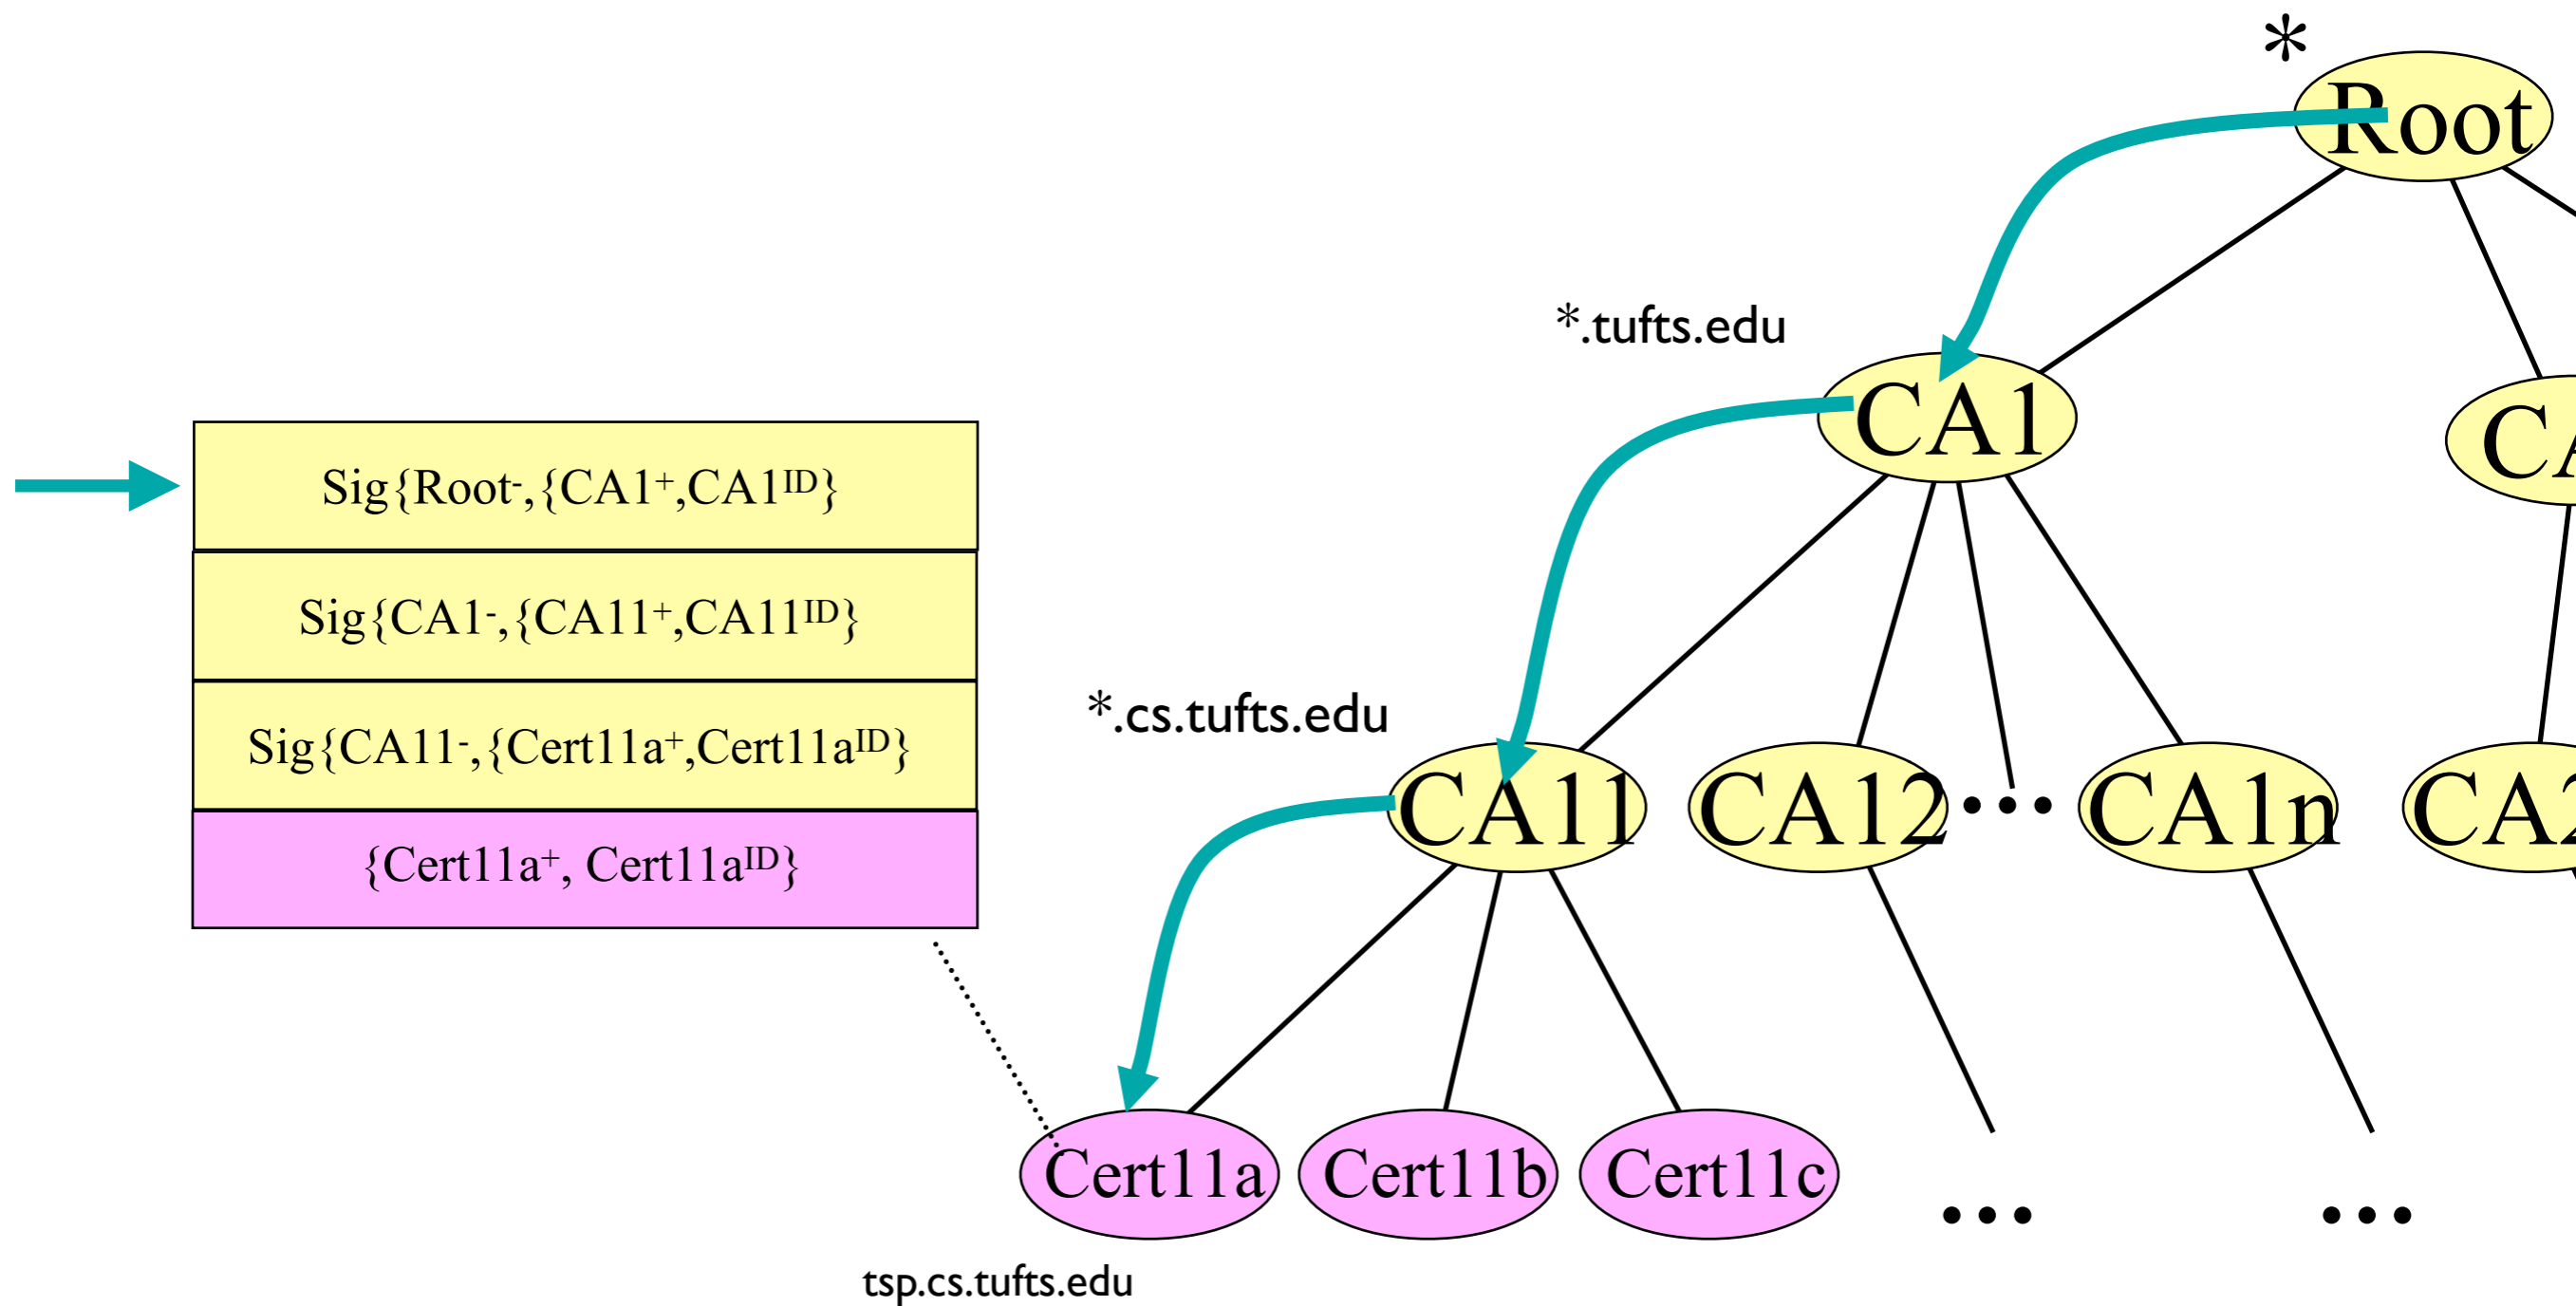 *
Root
*.tufts.edu
CA1
Sig{Root-,{CA1+,CA1ID}
Sig{CA1-,{CA11+,CA11ID}
Sig{CA11-,{Cert11a+,Cert11aID}
{Cert11a+, Cert11aID}
*.cs.tufts.edu
CA11 CA12 ••• CA1n
Cert11a Cert11b Cert11c
••• •••
tsp.cs.tufts.edu